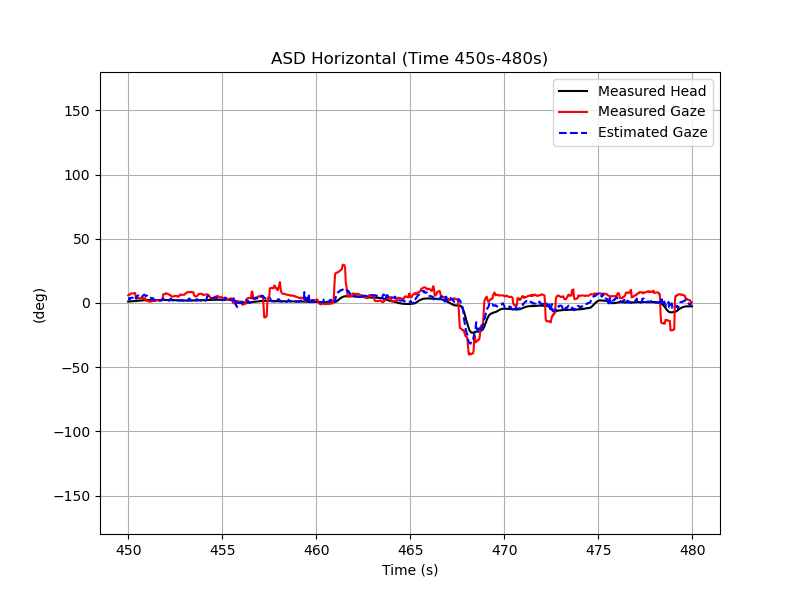 ASD Horizontal (Time 450s-480s)
Measured Head
Measured Gaze
Estimated Gaze
150
100
50
0
−50
−100
−150
(deg)
450 455 460 465 470 475 480
Time (s)